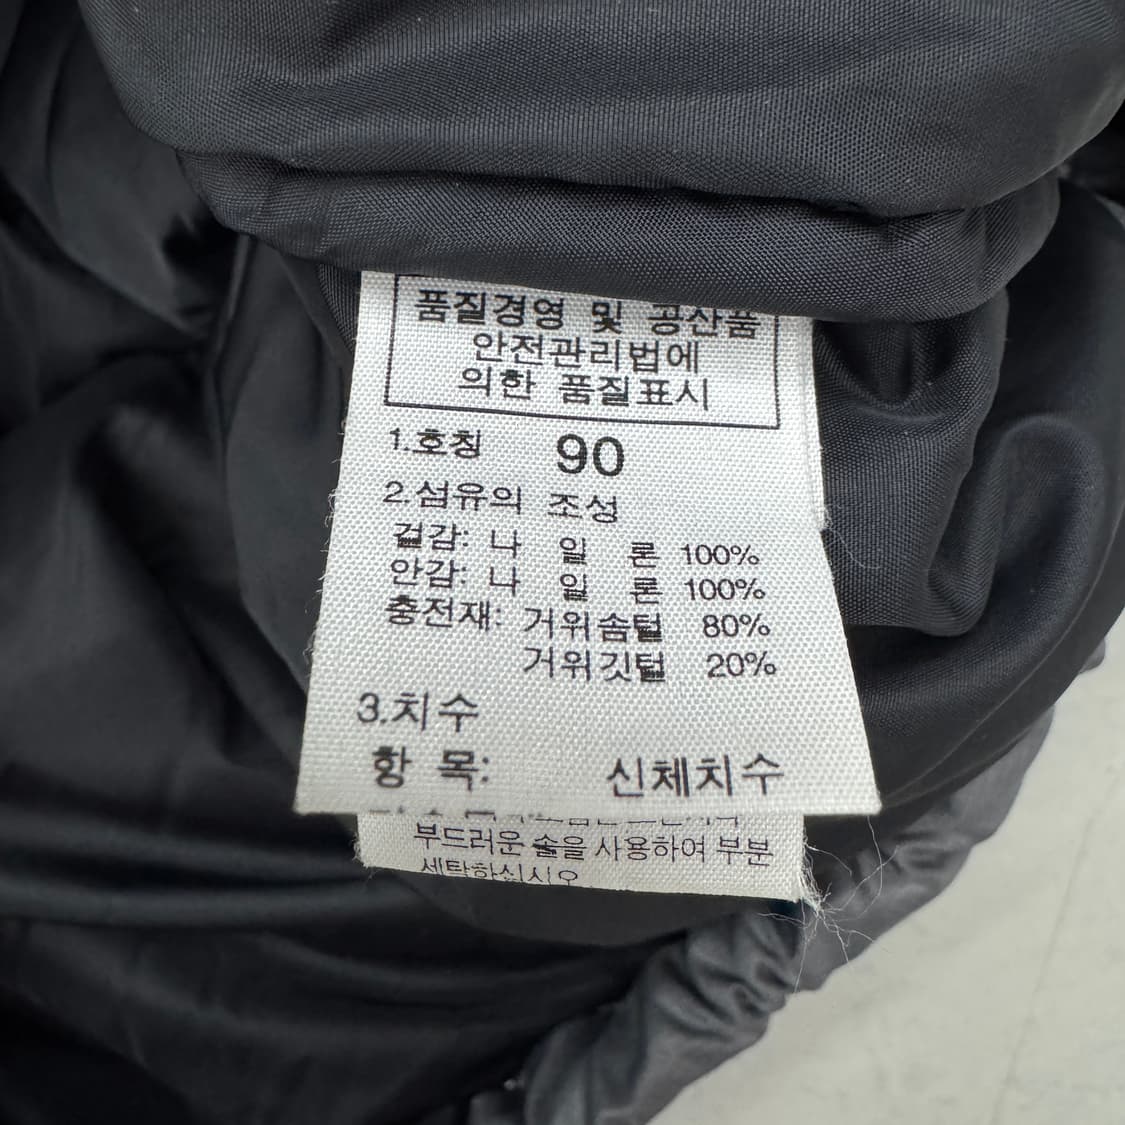 품질경영 및 공산품
안전관리법에
의한 품질표시
1.호칭 90
2.섬유의 조성
겉감: 나 일 론 100%
안감: 나 일 론 100%
충전재: 거위솜털 80%
거위깃털 20%
3.치수
항 목: 신체치수
부드러운 솔을 사용하여 부분
세탁하십시오